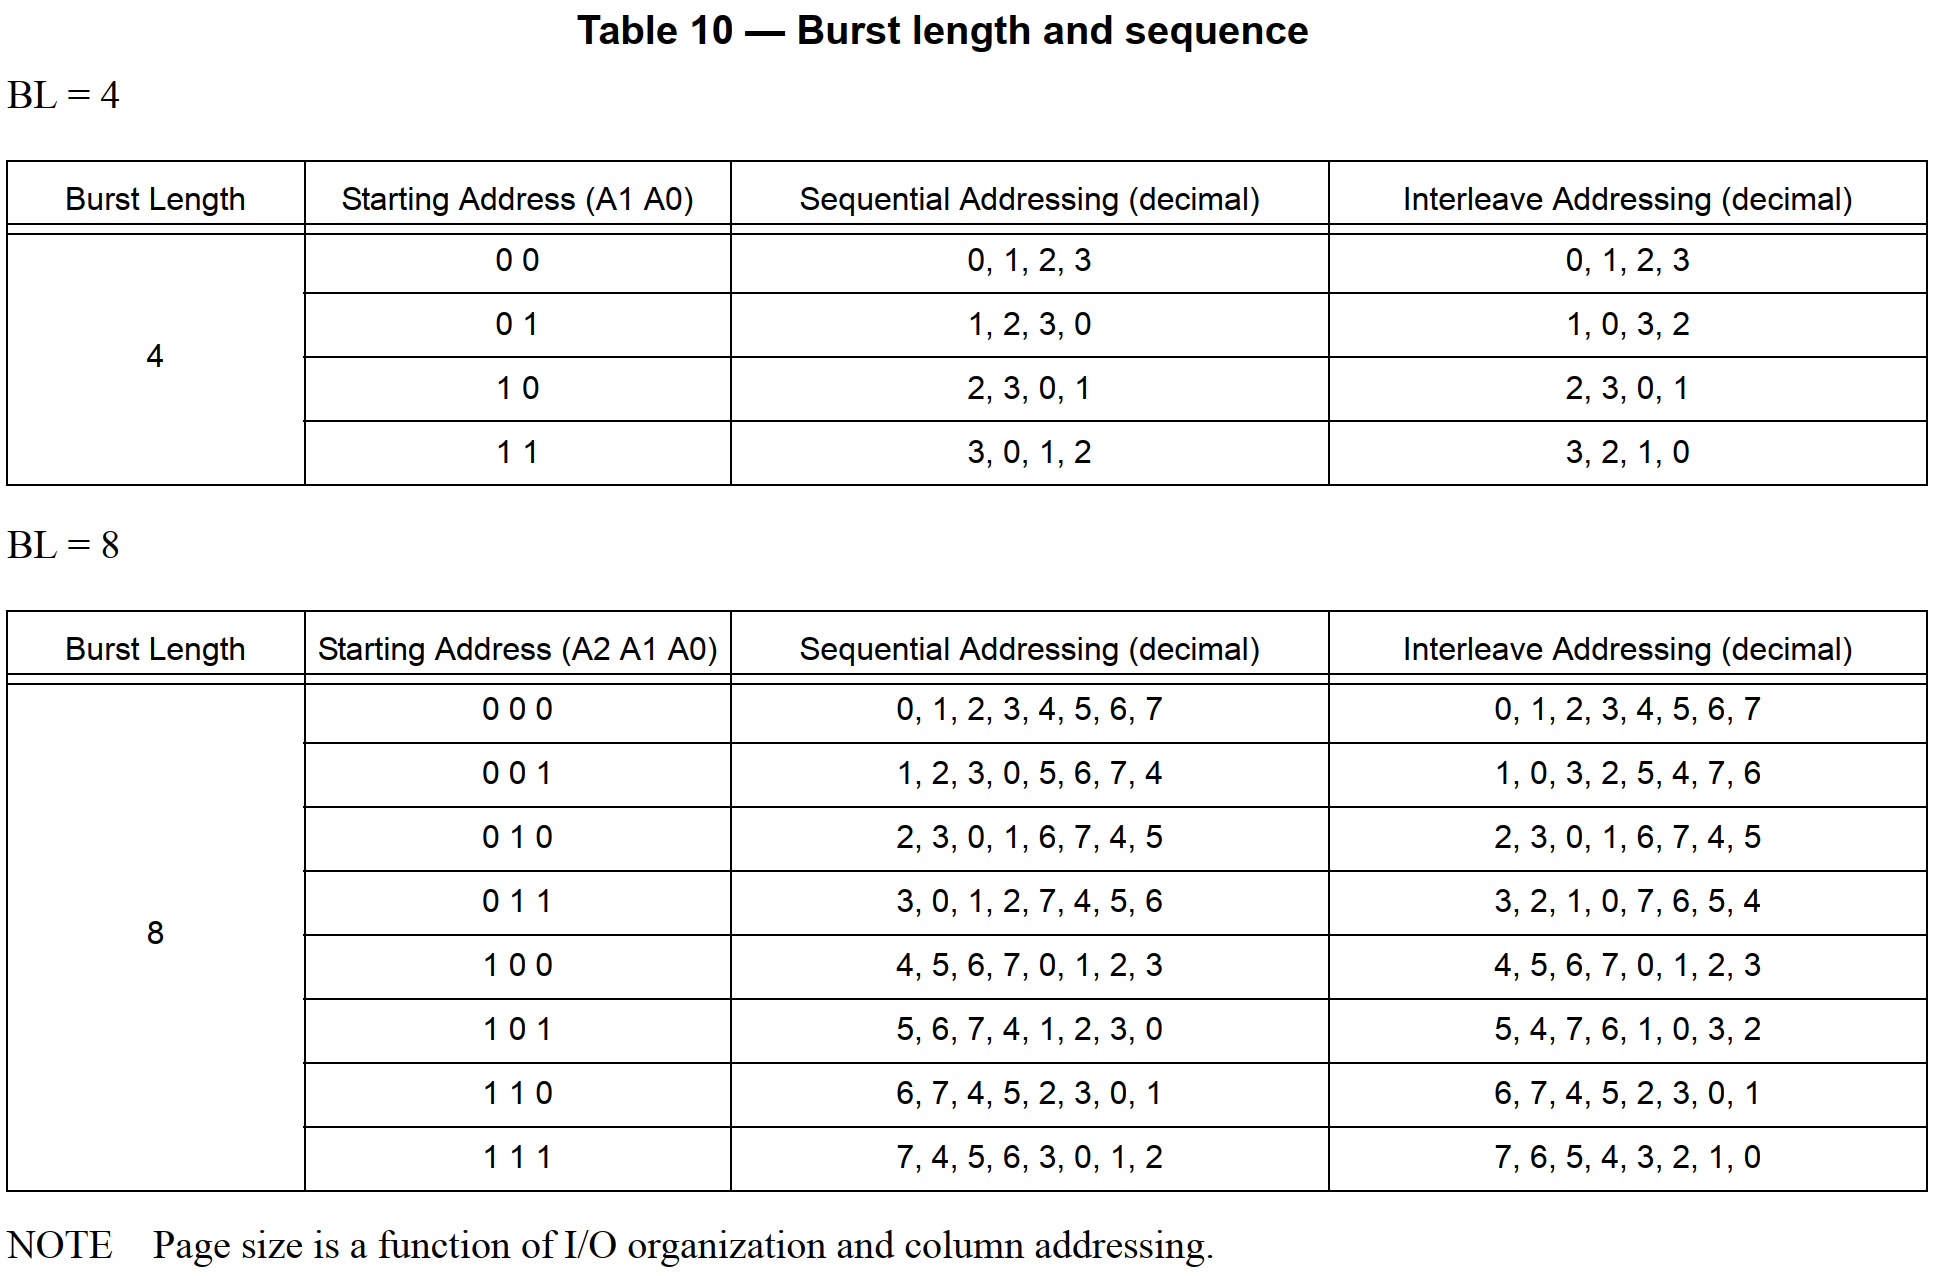 Table 10 — Burst length and sequence
BL = 4
Burst Length Starting Address (A1 A0) Sequential Addressing (decimal) Interleave Addressing (decimal)
4
0 0 0, 1, 2, 3 0, 1, 2, 3
0 1 1, 2, 3, 0 1, 0, 3, 2
1 0 2, 3, 0, 1 2, 3, 0, 1
1 1 3, 0, 1, 2 3, 2, 1, 0
BL = 8
Burst Length Starting Address (A2 A1 A0) Sequential Addressing (decimal) Interleave Addressing (decimal)
8
0 0 0 0, 1, 2, 3, 4, 5, 6, 7 0, 1, 2, 3, 4, 5, 6, 7
0 0 1 1, 2, 3, 0, 5, 6, 7, 4 1, 0, 3, 2, 5, 4, 7, 6
0 1 0 2, 3, 0, 1, 6, 7, 4, 5 2, 3, 0, 1, 6, 7, 4, 5
0 1 1 3, 0, 1, 2, 7, 4, 5, 6 3, 2, 1, 0, 7, 6, 5, 4
1 0 0 4, 5, 6, 7, 0, 1, 2, 3 4, 5, 6, 7, 0, 1, 2, 3
1 0 1 5, 6, 7, 4, 1, 2, 3, 0 5, 4, 7, 6, 1, 0, 3, 2
1 1 0 6, 7, 4, 5, 2, 3, 0, 1 6, 7, 4, 5, 2, 3, 0, 1
1 1 1 7, 4, 5, 6, 3, 0, 1, 2 7, 6, 5, 4, 3, 2, 1, 0
NOTE Page size is a function of I/O organization and column addressing.